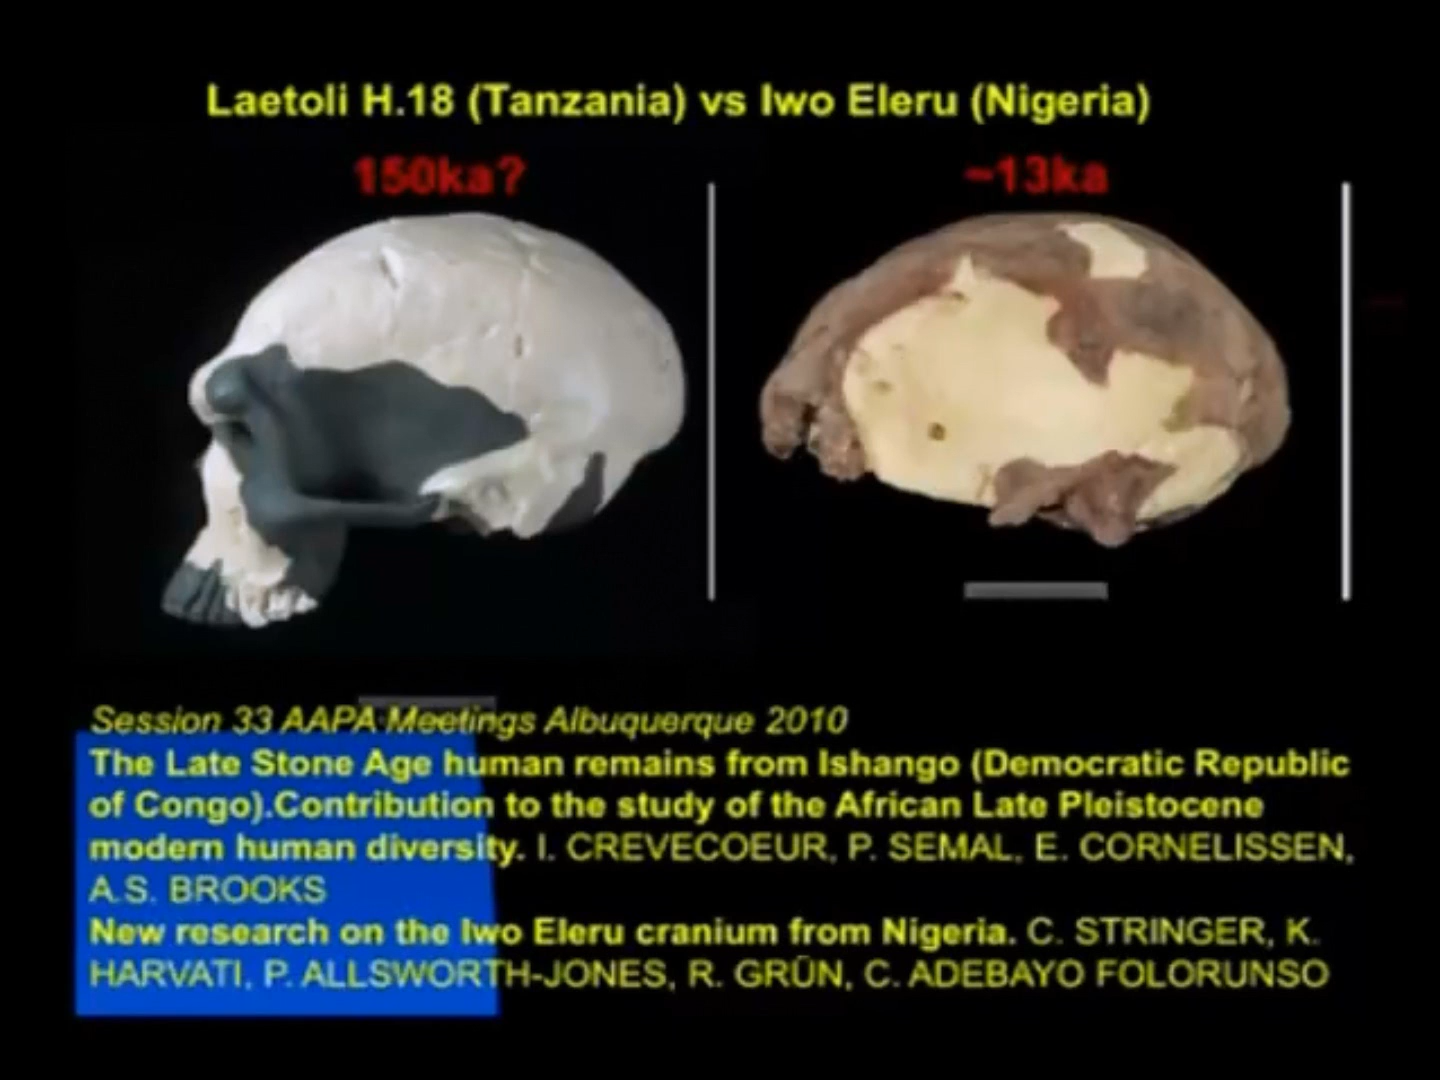 Laetoli H.18 (Tanzania) vs Iwo Eleru (Nigeria)
150ka?
~13ka
Session 33 AAPA Meetings Albuquerque 2010
The Late Stone Age human remains from Ishango (Democratic Republic
of Congo).Contribution to the study of the African Late Pleistocene
modern human diversity. I. CREVECOEUR, P. SEMAL, E. CORNELISSEN,
A.S. BROOKS
New research on the Iwo Eleru cranium from Nigeria. C. STRINGER, K.
HARVATI, P. ALLSWORTH-JONES, R. GRÜN, C. ADEBAYO FOLORUNSO